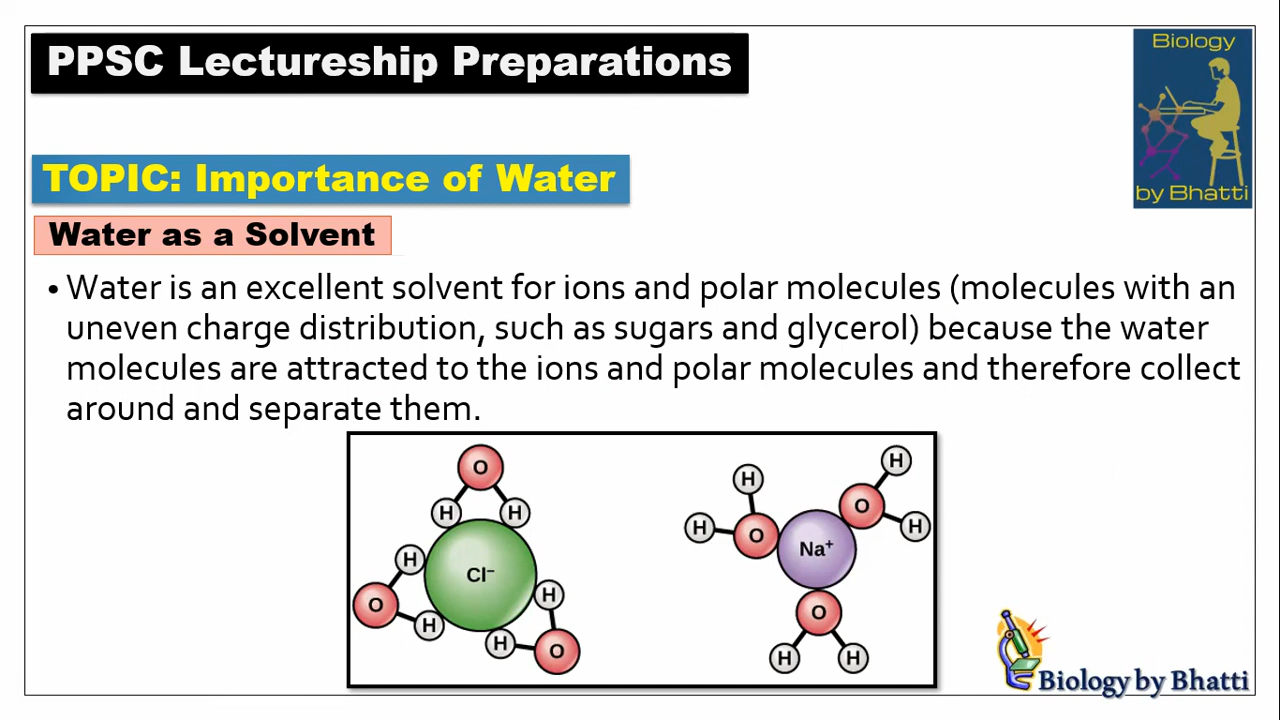 PPSC Lectureship Preparations
Biology
by Bhatti
TOPIC: Importance of Water
Water as a Solvent
• Water is an excellent solvent for ions and polar molecules (molecules with an
uneven charge distribution, such as sugars and glycerol) because the water
molecules are attracted to the ions and polar molecules and therefore collect
around and separate them.
O
H H
H
O
H
Cl⁻
H
H O
H
H O
Na⁺
O H
H
O
H H
Biology by Bhatti